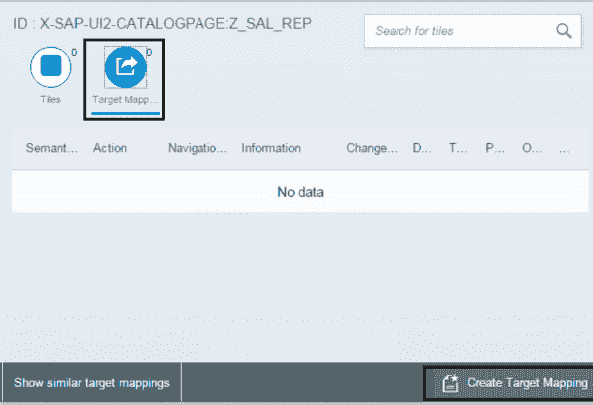 ID : X-SAP-UI2-CATALOGPAGE:Z_SAL_REP
Search for tiles
0
0
Tiles
Target Mapp...
Semant... Action Navigatio... Information Change... D... T... P... O... ...
No data
Show similar target mappings
Create Target Mapping